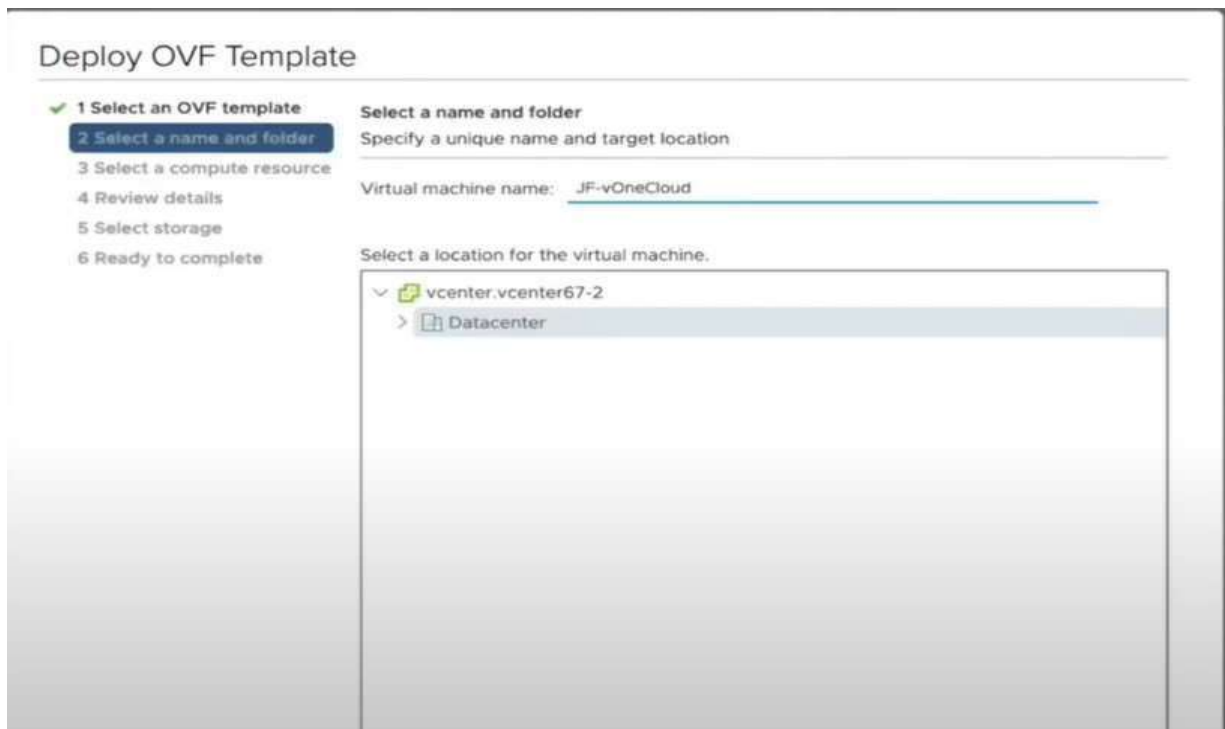 Deploy OVF Template
1 Select an OVF template
2 Select a name and folder
3 Select a compute resource
4 Review details
5 Select storage
6 Ready to complete
Select a name and folder
Specify a unique name and target location
Virtual machine name: JF-vOneCloud
Select a location for the virtual machine.
vcenter.vcenter67-2
Datacenter